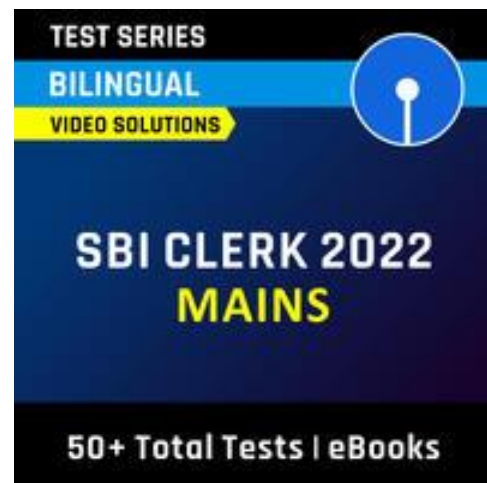 TEST SERIES
BILINGUAL
VIDEO SOLUTIONS
SBI CLERK 2022
MAINS
50+ Total Tests | eBooks